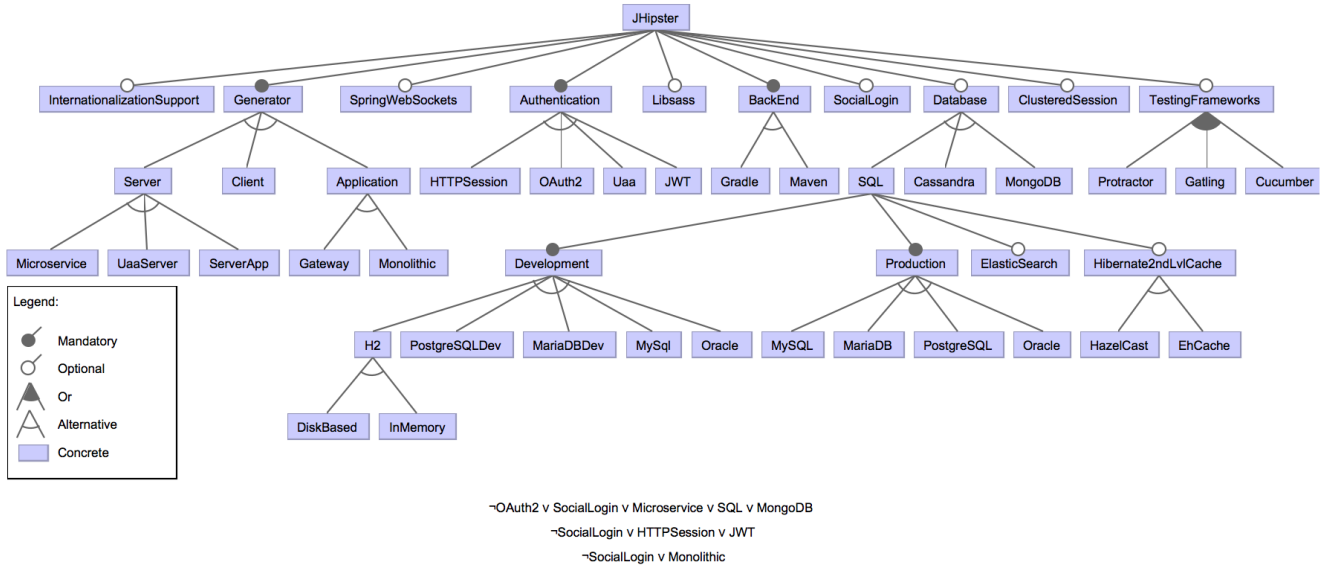 JHipster
InternationalizationSupport Generator SpringWebSockets Authentication Libsass BackEnd SocialLogin Database ClusteredSession TestingFrameworks
Server Client Application HTTPSession OAuth2 Uaa JWT Gradle Maven SQL Cassandra MongoDB Protractor Gatling Cucumber
Microservice UaaServer ServerApp Gateway Monolithic Development Production ElasticSearch Hibernate2ndLvlCache
Legend:
Mandatory
Optional
Or
Alternative
Concrete
H2 PostgreSQLDev MariaDBDev MySql Oracle MySQL MariaDB PostgreSQL Oracle HazelCast EhCache
DiskBased InMemory
¬OAuth2 v SocialLogin v Microservice v SQL v MongoDB
¬SocialLogin v HTTPSession v JWT
¬SocialLogin v Monolithic